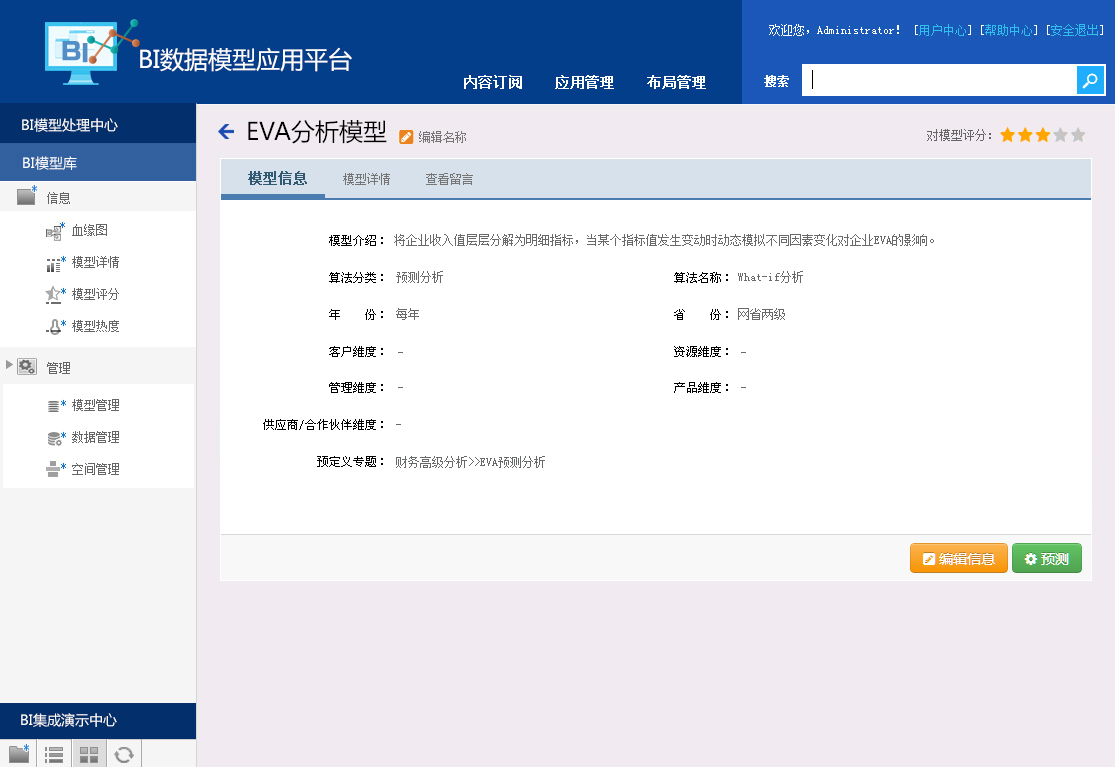 BI
BI数据模型应用平台
内容订阅 应用管理 布局管理
欢迎您，Administrator！ [用户中心] [帮助中心] [安全退出]
搜索
BI模型处理中心
BI模型库
信息
血缘图
模型详情
模型评分
模型热度
管理
模型管理
数据管理
空间管理
BI集成演示中心
EVA分析模型 编辑名称
对模型评分：
模型信息 模型详情 查看留言
模型介绍： 将企业收入值层层分解为明细指标，当某个指标值发生变动时动态模拟不同因素变化对企业EVA的影响。
算法分类： 预测分析 算法名称： What-if分析
年 份： 每年 省 份： 网省两级
客户维度： - 资源维度： -
管理维度： - 产品维度： -
供应商/合作伙伴维度： -
预定义专题： 财务高级分析>>EVA预测分析
编辑信息 预测